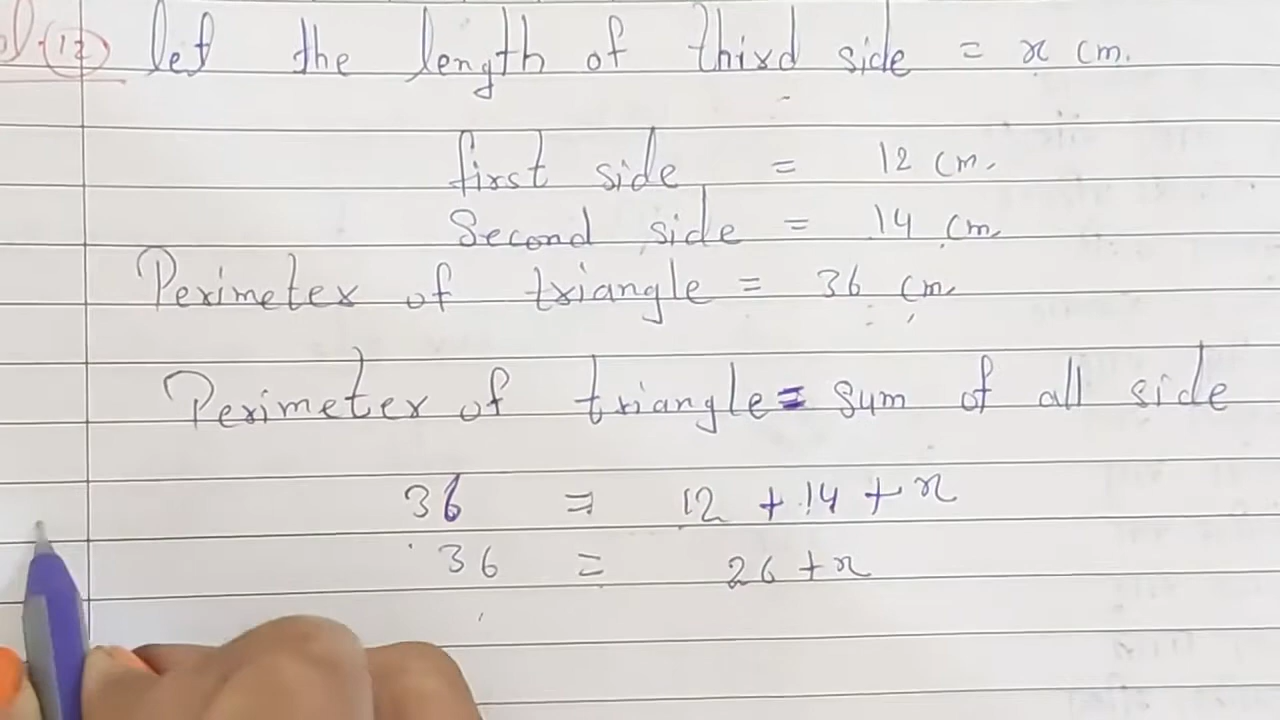 (12) let the length of third side = x cm.
first side = 12 cm.
Second side = 14 cm.
Perimeter of triangle = 36 cm.
Perimeter of triangle = sum of all side
36 = 12 + 14 + x
36 = 26 + x